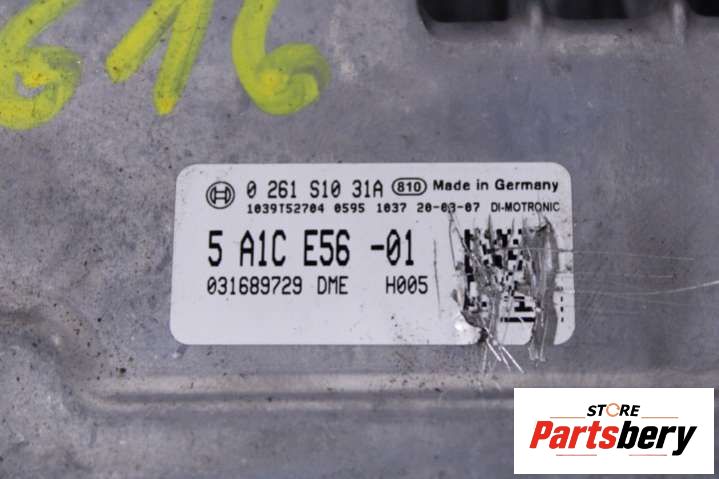 616
0 261 S10 31A 810 Made in Germany
1039T52704 0595 1037 20-03-07 DI-MOTRONIC
5 A1C E56 -01
031689729 DME H005
STORE
Partsbery